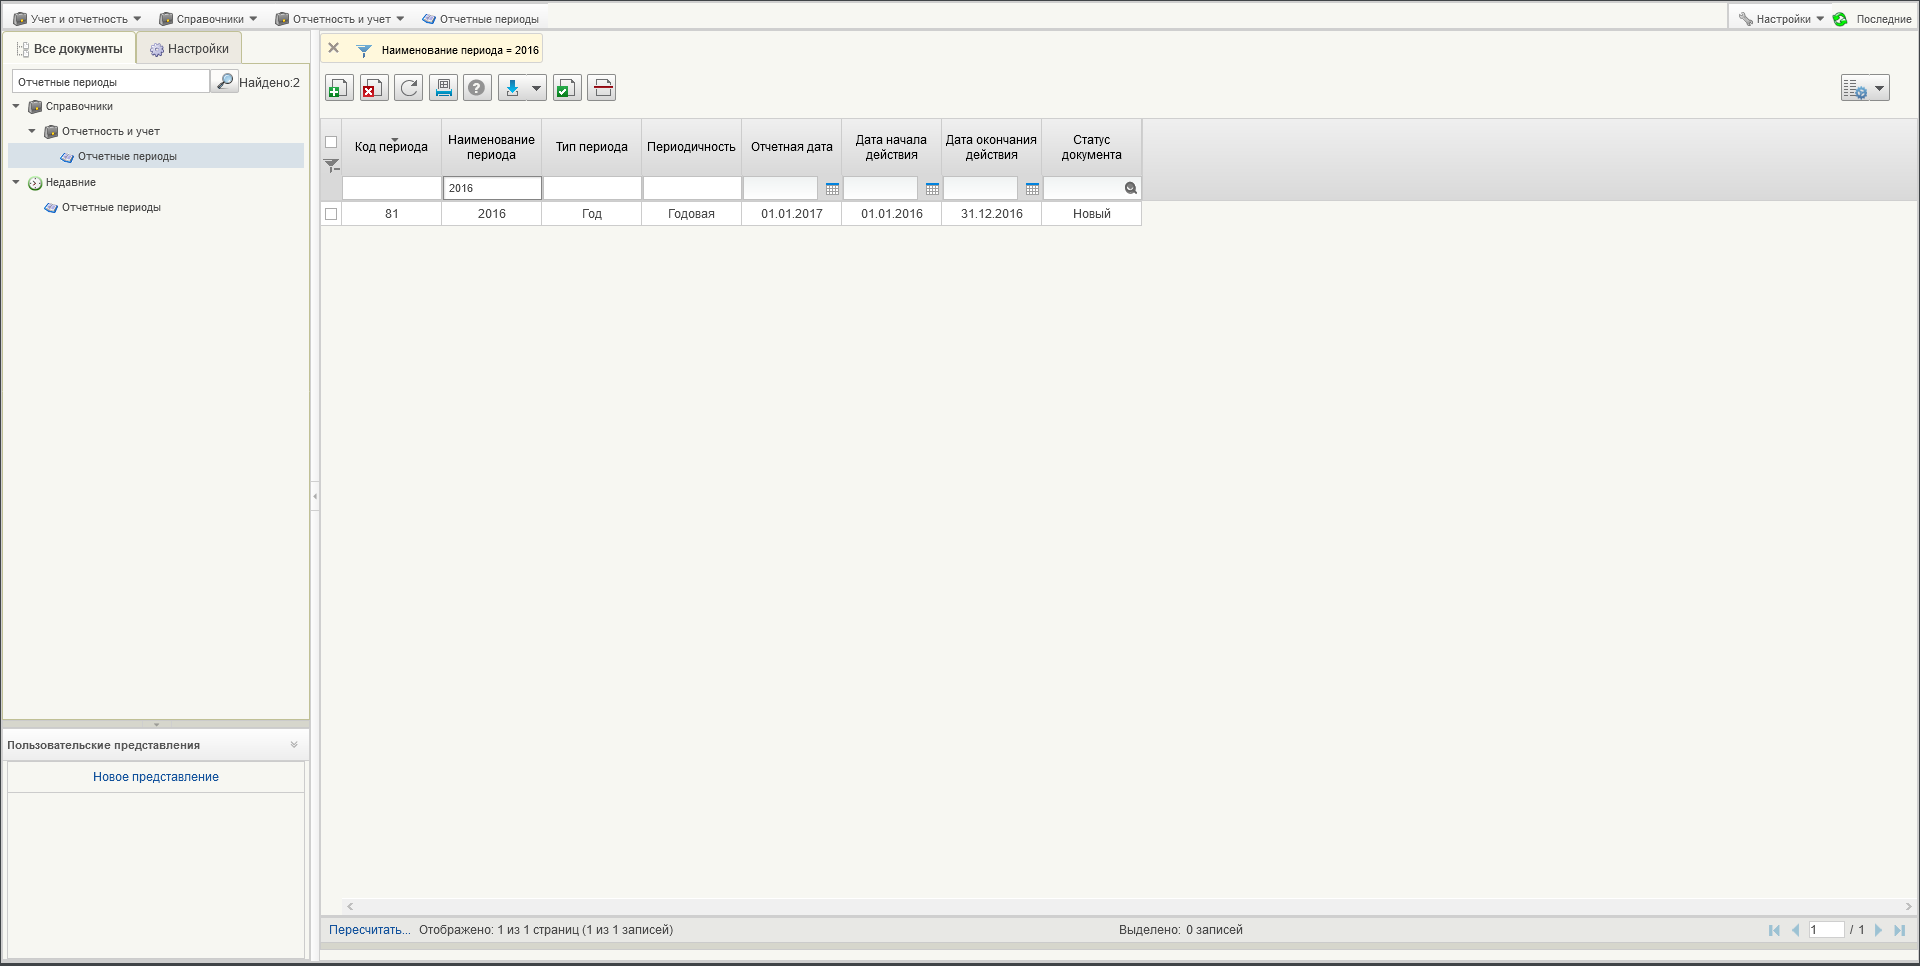 Учет и отчетность Справочники Отчетность и учет Отчетные периоды Настройки Последние
Все документы Настройки
Отчетные периоды Найдено:2
Справочники
Отчетность и учет
Отчетные периоды
Недавние
Отчетные периоды
Пользовательские представления
Новое представление
Наименование периода = 2016
Код периода Наименование периода Тип периода Периодичность Отчетная дата Дата начала действия Дата окончания действия Статус документа
2016
81 2016 Год Годовая 01.01.2017 01.01.2016 31.12.2016 Новый
Пересчитать... Отображено: 1 из 1 страниц (1 из 1 записей) Выделено: 0 записей 1 / 1